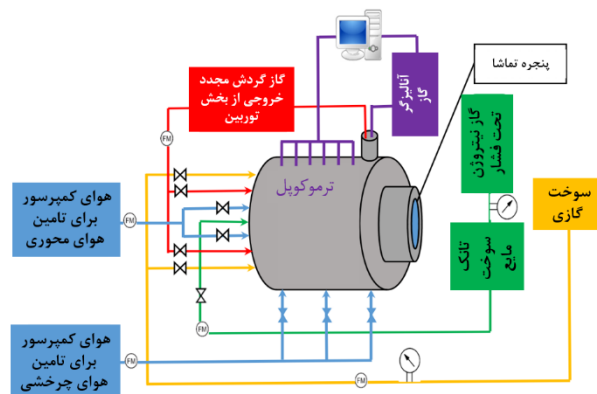 پنجره تماشا
گاز گردش مجدد
خروجی از بخش
توربین
آنالیزگر
گاز
گاز نیتروژن
تحت فشار
FM
ترموکوپل
سوخت
گازی
هوای کمپرسور
برای تامین
هوای محوری
FM
تانک
سوخت
مایع
FM
هوای کمپرسور
برای تامین
هوای چرخشی
FM
FM